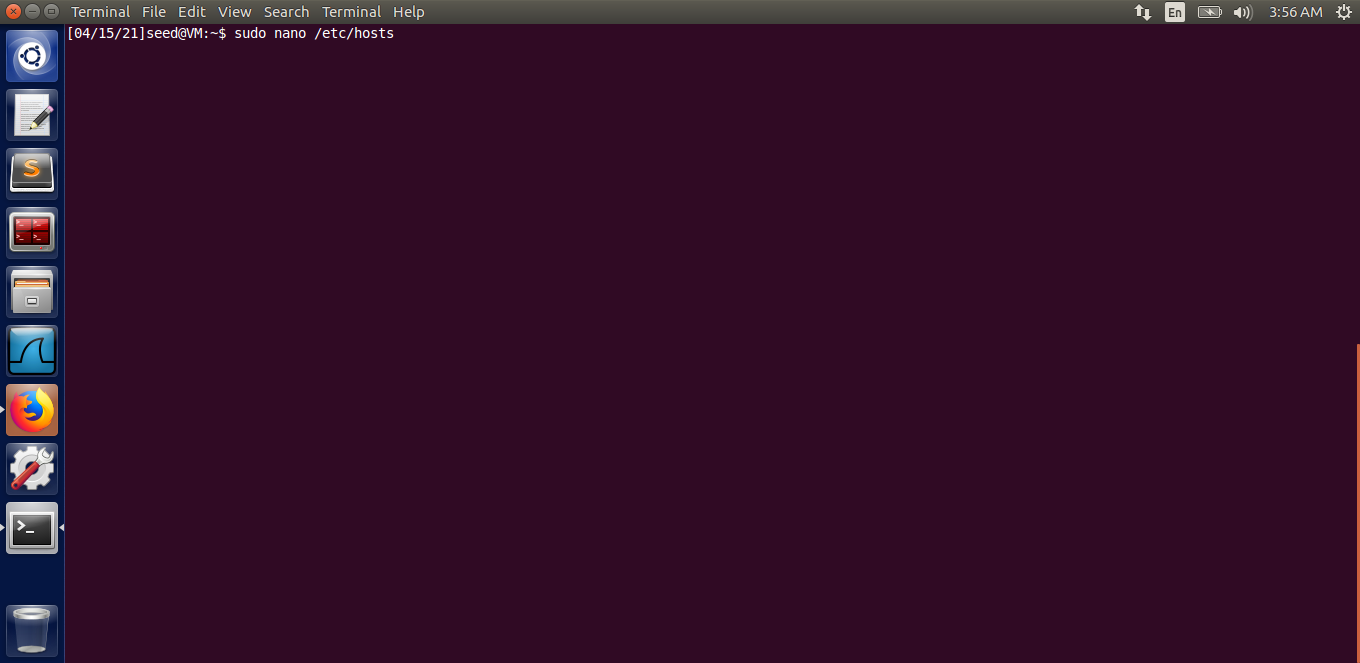 Terminal File Edit View Search Terminal Help En 3:56 AM
[04/15/21]seed@VM:~$ sudo nano /etc/hosts
S
>_ >_
>_ >_
>_